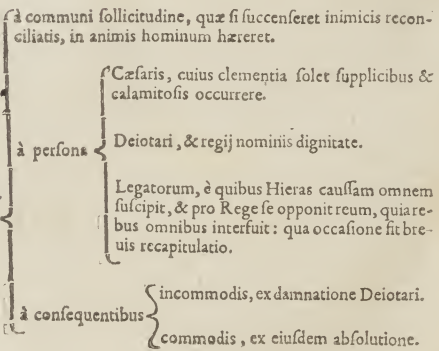 à communi ſollicitudine, quæ ſi ſuccenſeret inimicis recon-
ciliatis, in animis hominum hæreret.
à perſona
Cæſaris, cuius clementia ſolet ſupplicibus &
calamitoſis occurrere.
Deiotari, & regij nominis dignitate.
Legatorum, è quibus Hieras cauſſam omnem
ſuſcipit, & pro Rege ſe opponit reum, quia re-
bus omnibus interfuit: qua occaſione fit bre-
uis recapitulatio.
à conſequentibus
incommodis, ex damnatione Deiotari.
commodis, ex eiuſdem abſolutione.